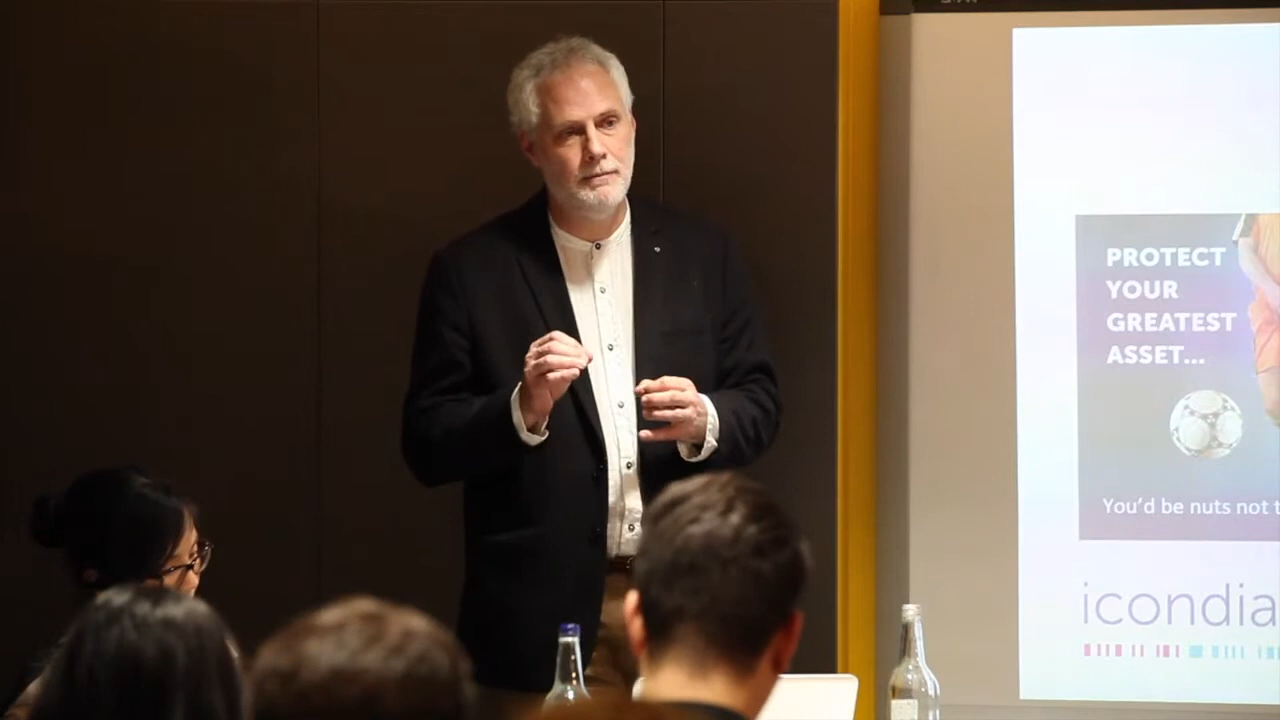 PROTECT
YOUR
GREATEST
ASSET...
You'd be nuts not
icondia